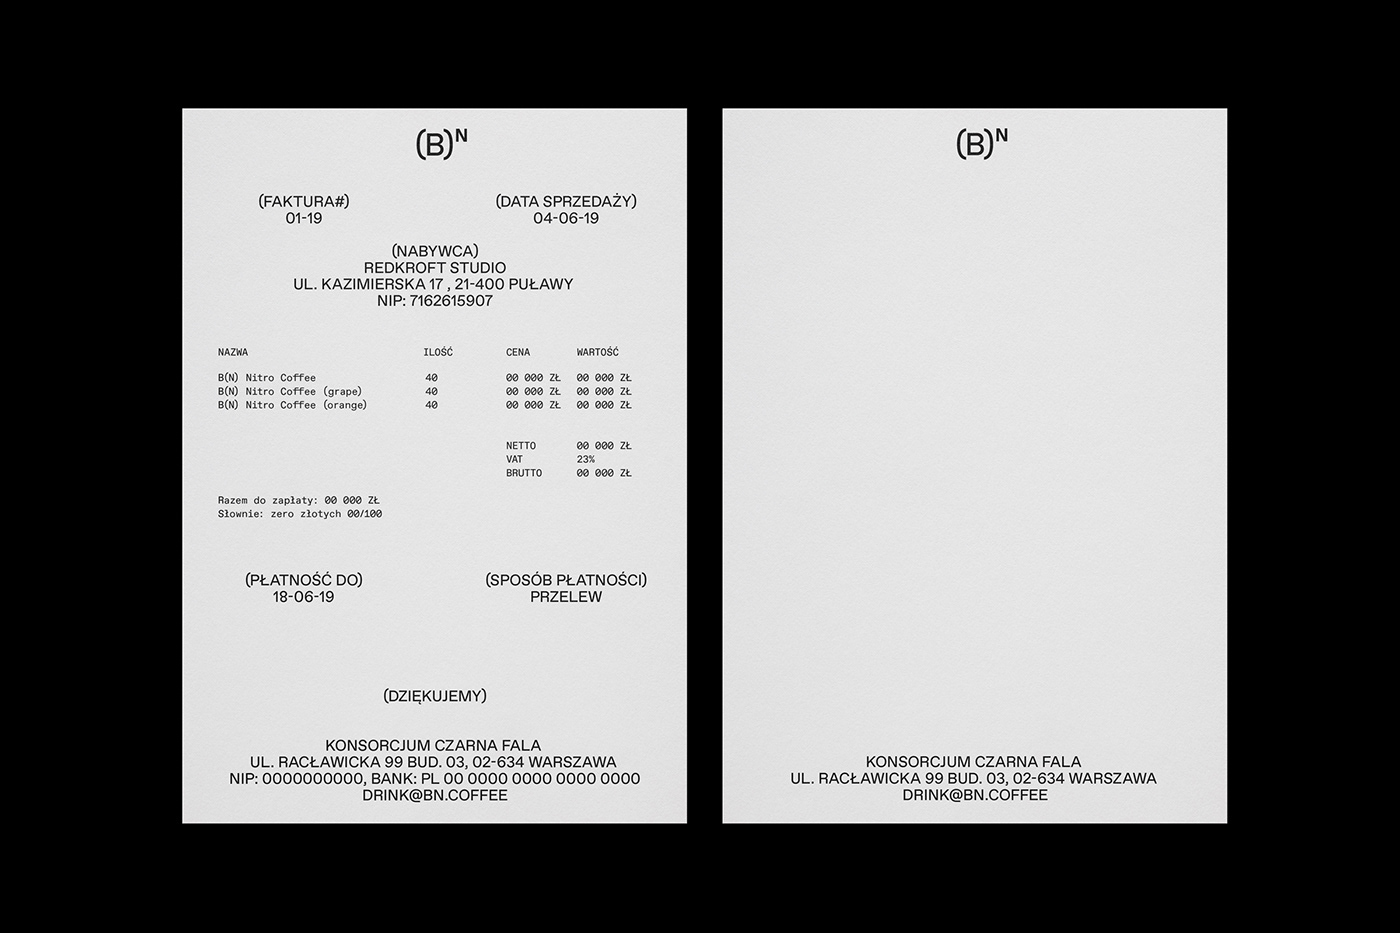 (B)ᴺ
(FAKTURA#)
01-19
(DATA SPRZEDAŻY)
04-06-19
(NABYWCA)
REDKROFT STUDIO
UL. KAZIMIERSKA 17 , 21-400 PUŁAWY
NIP: 7162615907
NAZWA ILOŚĆ CENA WARTOŚĆ
B(N) Nitro Coffee 40 00 000 ZŁ 00 000 ZŁ
B(N) Nitro Coffee (grape) 40 00 000 ZŁ 00 000 ZŁ
B(N) Nitro Coffee (orange) 40 00 000 ZŁ 00 000 ZŁ
NETTO 00 000 ZŁ
VAT 23%
BRUTTO 00 000 ZŁ
Razem do zapłaty: 00 000 ZŁ
Słownie: zero złotych 00/100
(PŁATNOŚĆ DO)
18-06-19
(SPOSÓB PŁATNOŚCI)
PRZELEW
(DZIĘKUJEMY)
KONSORCJUM CZARNA FALA
UL. RACŁAWICKA 99 BUD. 03, 02-634 WARSZAWA
NIP: 0000000000, BANK: PL 00 0000 0000 0000 0000
DRINK@BN.COFFEE
(B)ᴺ
KONSORCJUM CZARNA FALA
UL. RACŁAWICKA 99 BUD. 03, 02-634 WARSZAWA
DRINK@BN.COFFEE